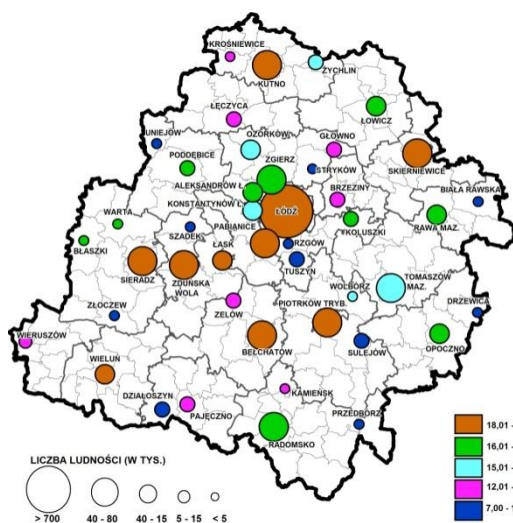 KROŚNIEWICE
ŻYCHLIN
KUTNO
ŁĘCZYCA
ŁOWICZ
UNIEJÓW
OZORKÓW
GŁOWNO
PODDĘBICE
ZGIERZ
STRYKÓW
SKIERNIEWICE
ALEKSANDRÓW Ł.
BRZEZINY
BIAŁA RAWSKA
KONSTANTYNÓW Ł.
ŁÓDŹ
WARTA
PABIANICE
KOLUSZKI
RAWA MAZ.
SZADEK
ŁASK
RZGÓW
BŁASZKI
TUSZYN
SIERADZ
ZDUŃSKA
WOLA
WOLBÓRZ
TOMASZÓW
MAZ.
ZŁOCZEW
ZELÓW
PIOTRKÓW TRYB.
DRZEWICA
WIERUSZÓW
BEŁCHATÓW
SULEJÓW
OPOCZNO
WIELUŃ
DZIAŁOSZYN
PAJĘCZNO
KAMIEŃSK
PRZEDBÓRZ
RADOMSKO
LICZBA LUDNOŚCI (W TYS.)
> 700 40 - 80 40 - 15 5 - 15 < 5
18,01 -
16,01 -
15,01 -
12,01 -
7,00 - 1